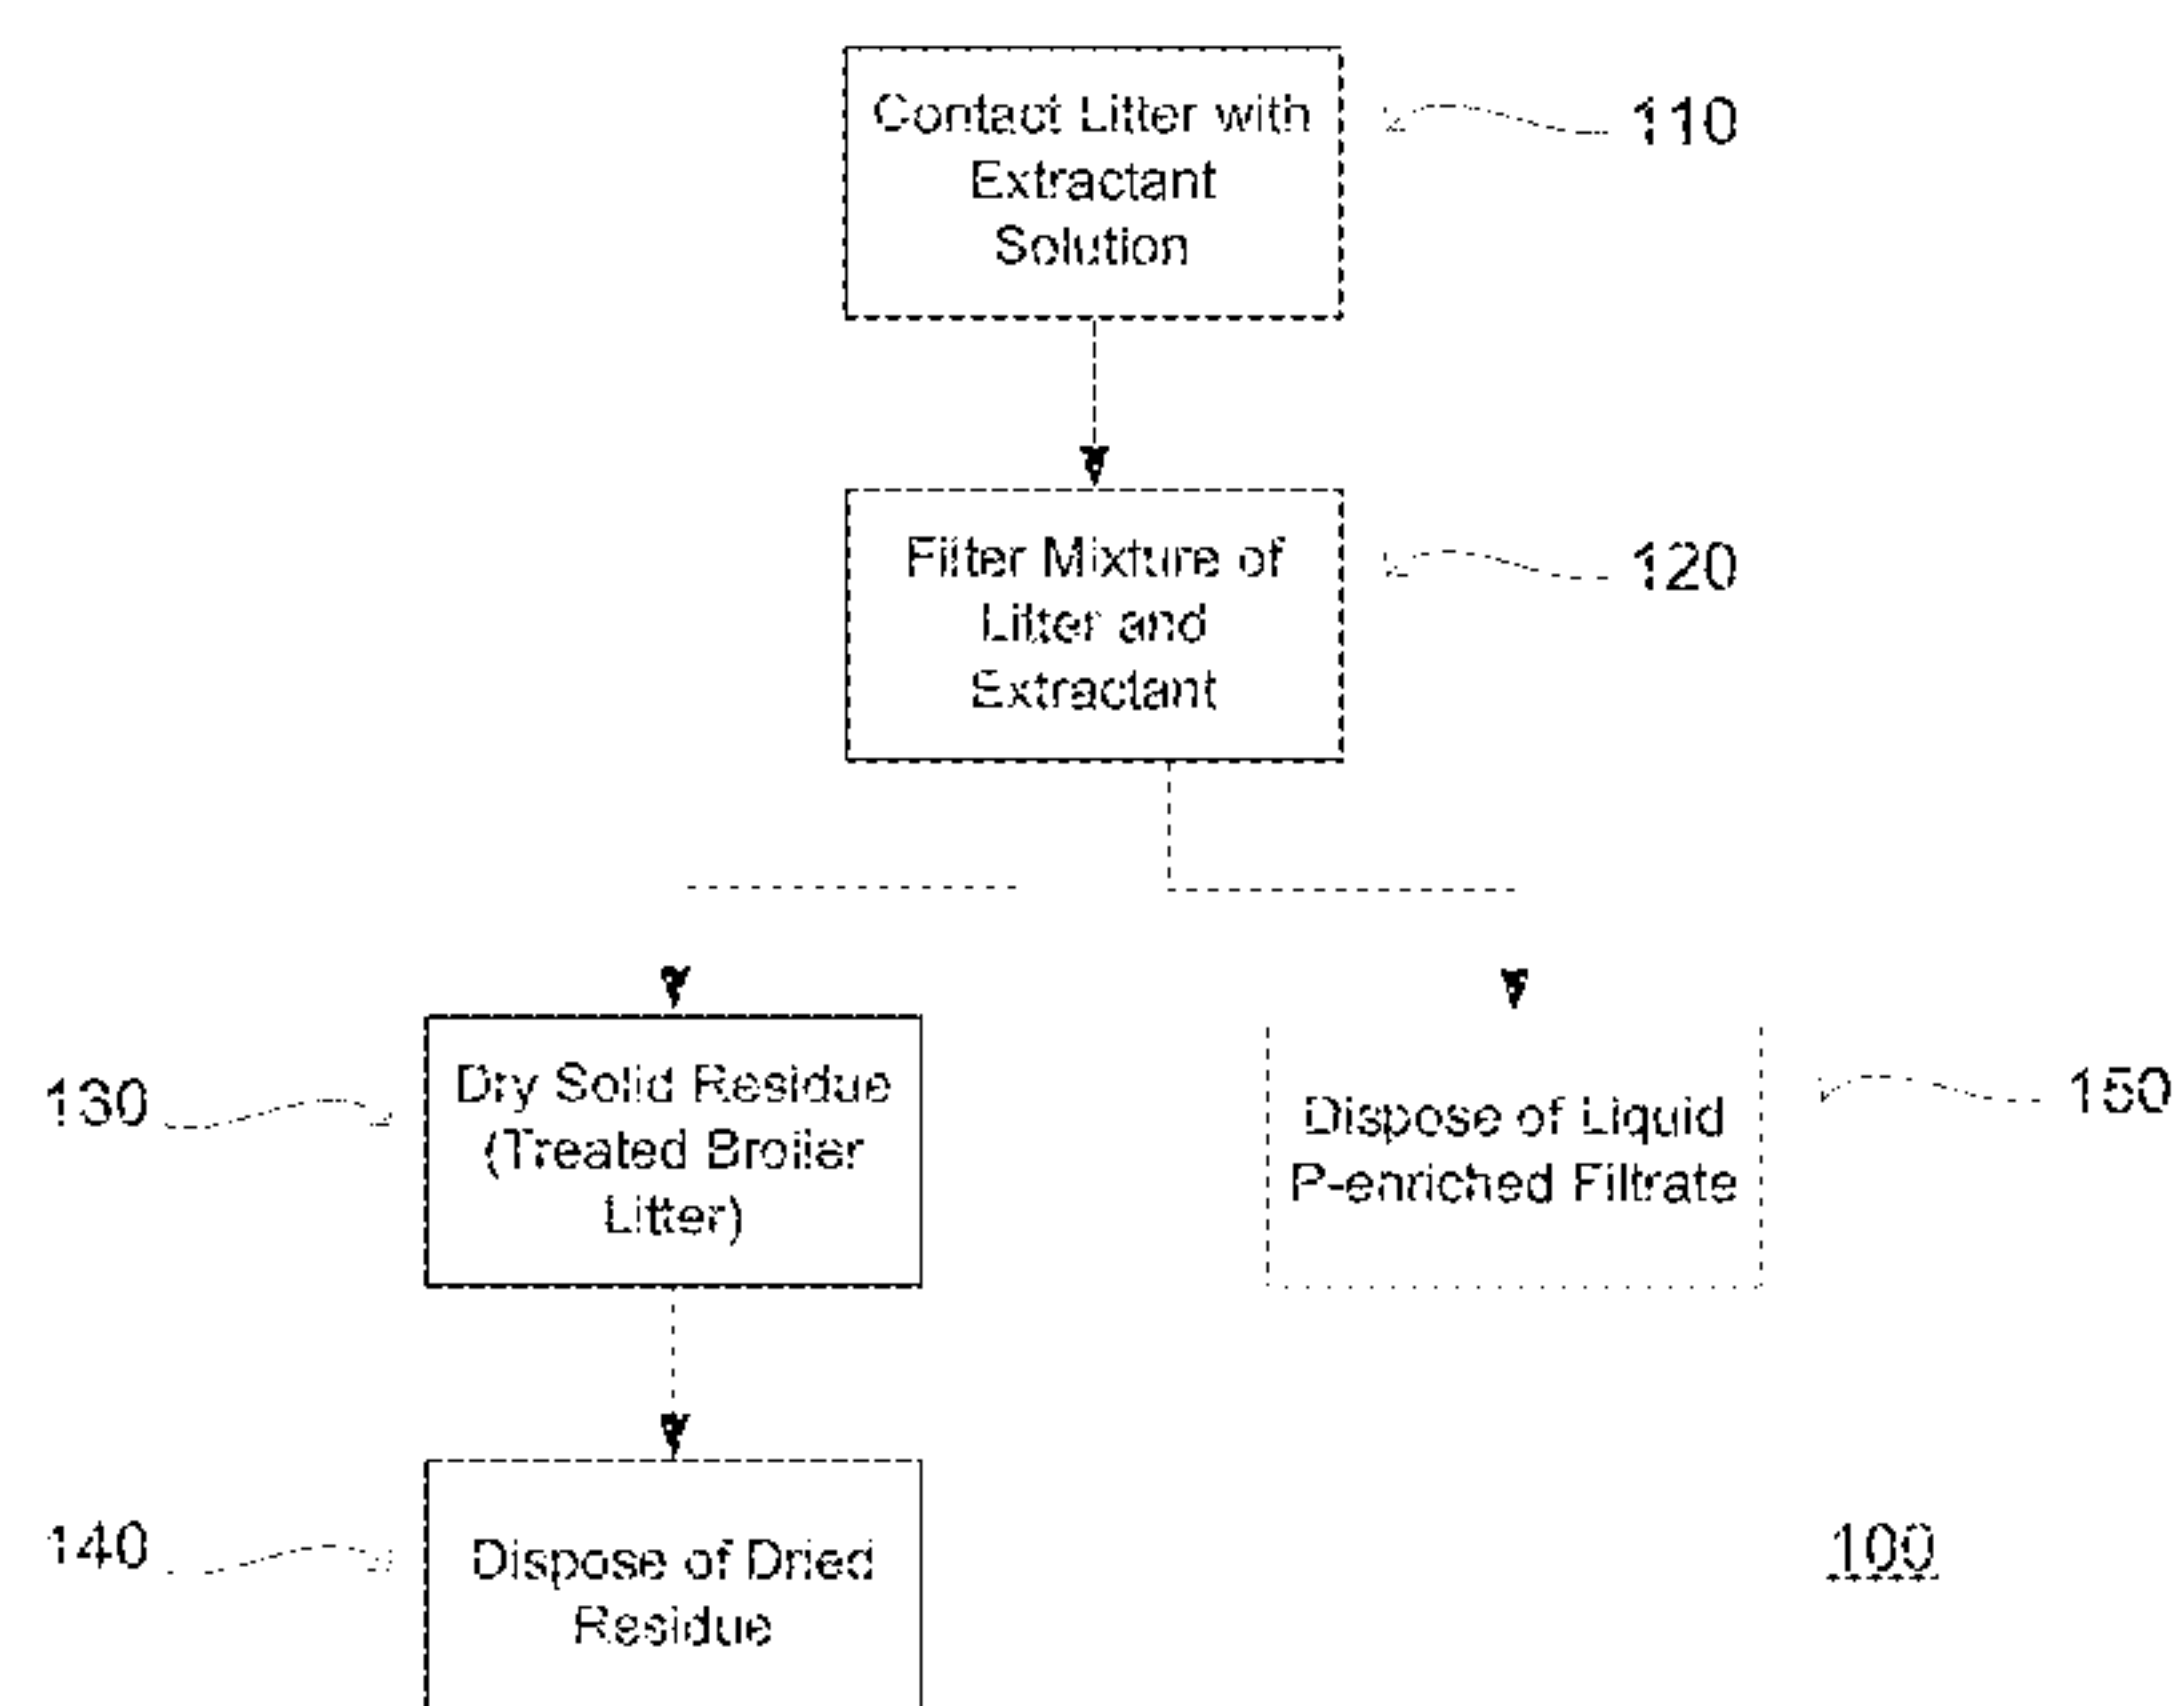 Contact Litter with
Extractant
Solution
110
Filter Mixture of
Litter and
Extractant
120
130
Dry Solid Residue
(Treated Broiler
Litter)
Dispose of Liquid
P-enriched Filtrate
150
140
Dispose of Dried
Residue
100